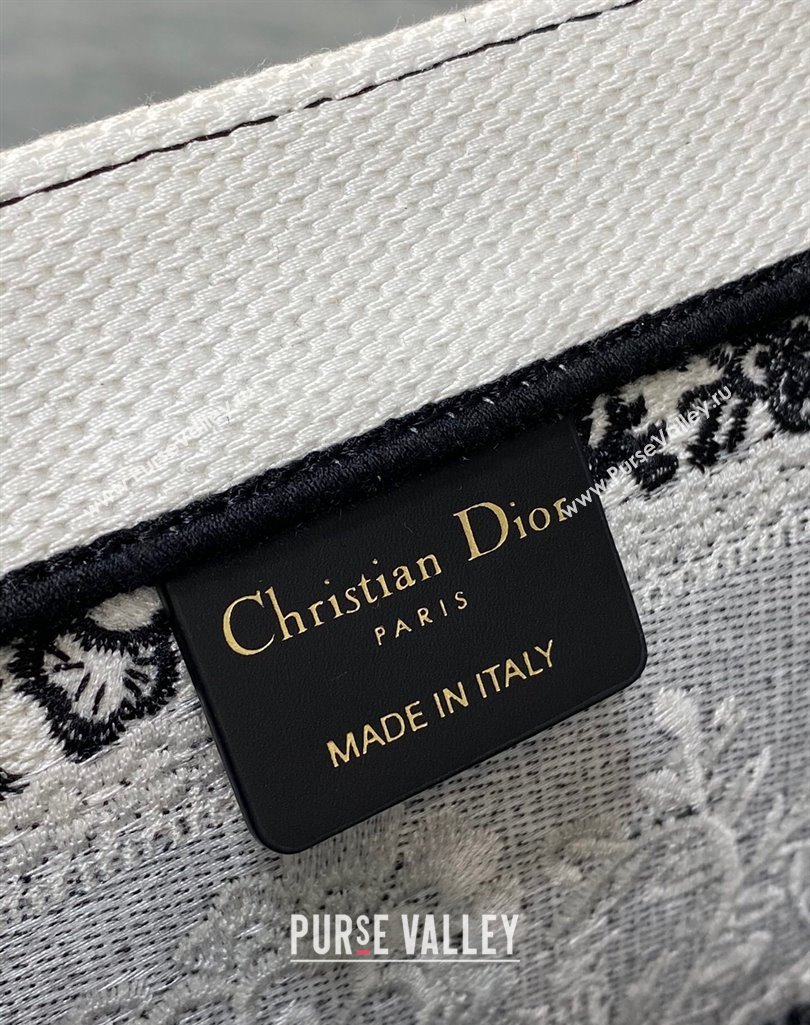 www.PurseValley.ru
www.PurseValley.ru
Christian Dior
PARIS
MADE IN ITALY
PURSE VALLEY